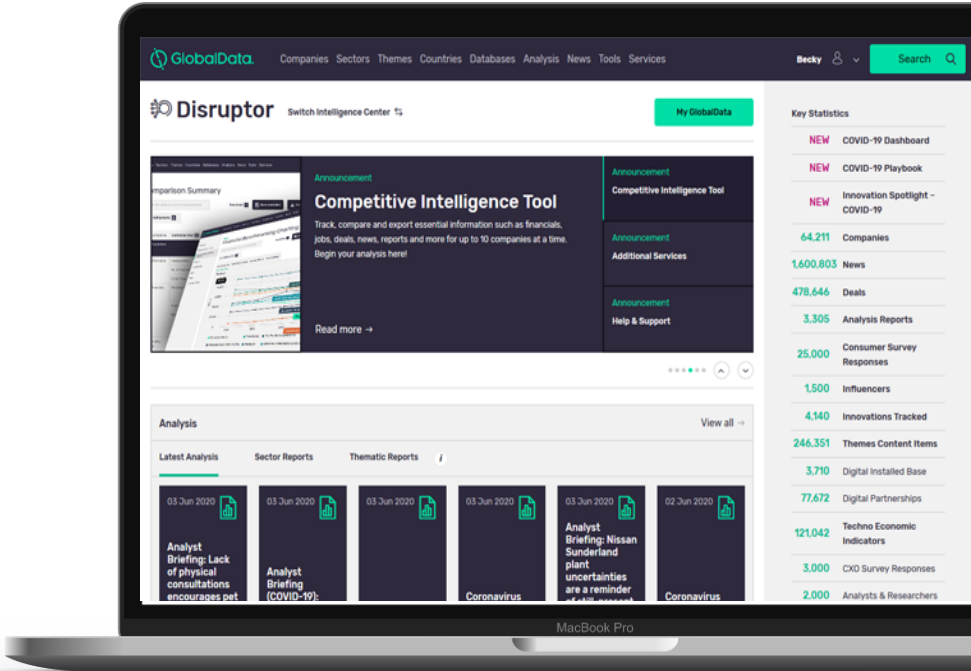 GlobalData.
Companies Sectors Themes Countries Databases Analysis News Tools Services
Becky
Search
Disruptor
Switch Intelligence Center
My GlobalData
Comparison Summary
Announcement
Competitive Intelligence Tool
Track, compare and export essential information such as financials,
jobs, deals, news, reports and more for up to 10 companies at a time.
Begin your analysis here!
Read more →
Announcement
Competitive Intelligence Tool
Announcement
Additional Services
Announcement
Help & Support
Analysis
View all →
Latest Analysis
Sector Reports
Thematic Reports
i
03 Jun 2020
Analyst
Briefing: Lack
of physical
consultations
encourages pet
03 Jun 2020
Analyst
Briefing
(COVID-19):
03 Jun 2020
03 Jun 2020
Coronavirus
03 Jun 2020
Analyst
Briefing: Nissan
Sunderland
plant
uncertainties
are a reminder
02 Jun 2020
Coronavirus
Key Statistics
NEW COVID-19 Dashboard
NEW COVID-19 Playbook
NEW Innovation Spotlight –
COVID-19
64,211 Companies
1,600,803 News
478,646 Deals
3,305 Analysis Reports
25,000 Consumer Survey
Responses
1,500 Influencers
4,140 Innovations Tracked
246,351 Themes Content Items
3,710 Digital Installed Base
77,672 Digital Partnerships
121,042 Techno Economic
Indicators
3,000 CXO Survey Responses
2,000 Analysts & Researchers
MacBook Pro